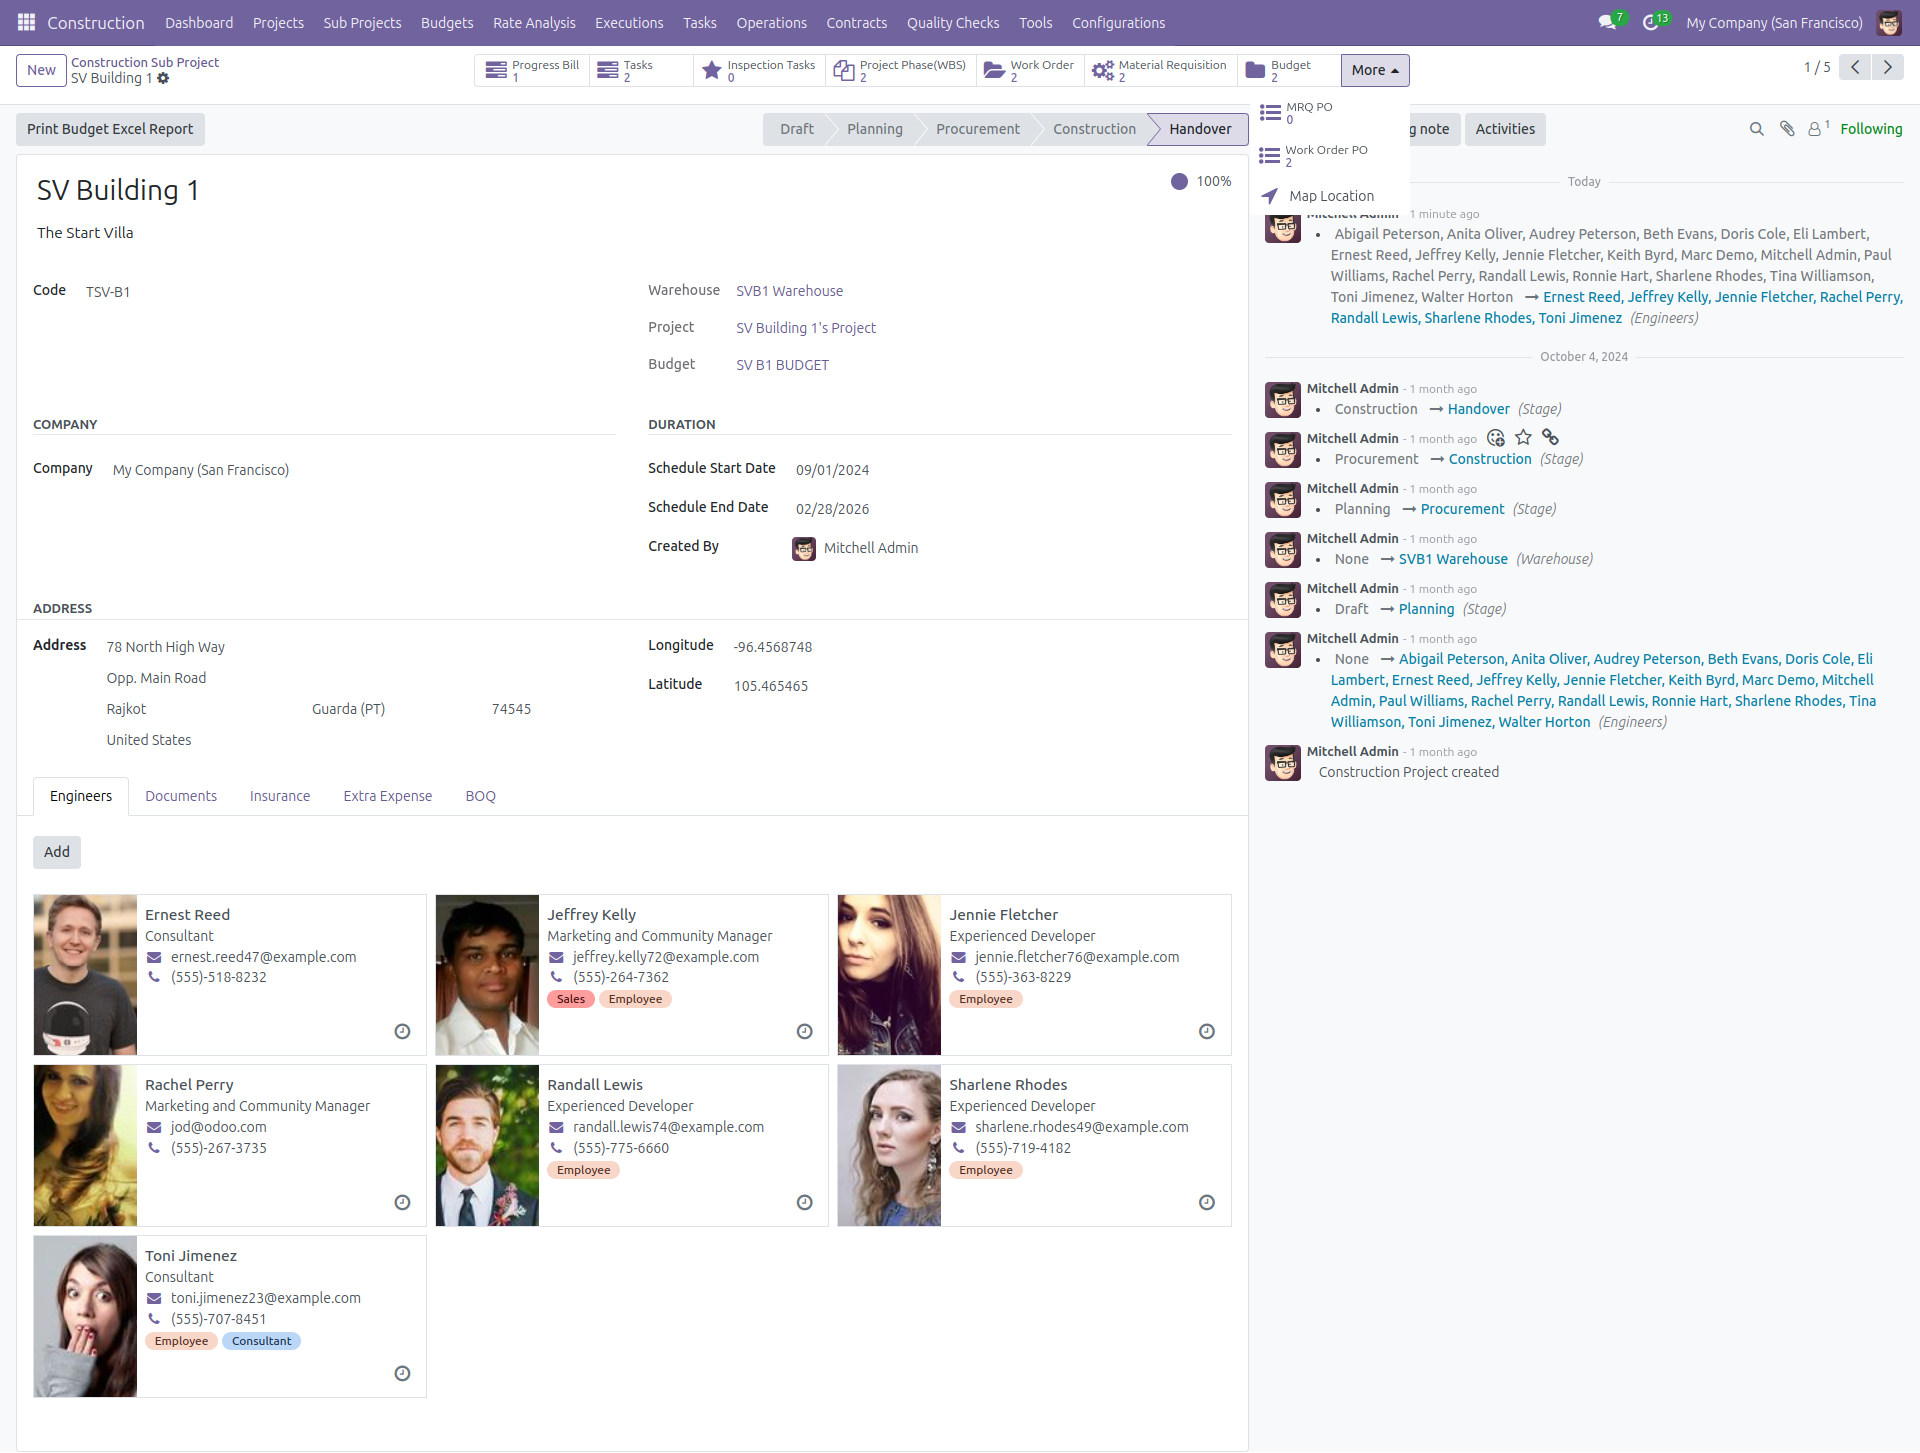 Construction Dashboard Projects Sub Projects Budgets Rate Analysis Executions Tasks Operations Contracts Quality Checks Tools Configurations 7 13 My Company (San Francisco)
New
Construction Sub Project
SV Building 1
Progress Bill
1
Tasks
2
Inspection Tasks
0
Project Phase(WBS)
2
Work Order
2
Material Requisition
2
Budget
2
More
1 / 5
MRQ PO
0
Work Order PO
2
Map Location
Print Budget Excel Report
Draft Planning Procurement Construction Handover
g note Activities 1 Following
SV Building 1
100%
The Start Villa
Code TSV-B1
Warehouse SVB1 Warehouse
Project SV Building 1's Project
Budget SV B1 BUDGET
COMPANY
Company My Company (San Francisco)
DURATION
Schedule Start Date 09/01/2024
Schedule End Date 02/28/2026
Created By Mitchell Admin
ADDRESS
Address 78 North High Way
Opp. Main Road
Rajkot Guarda (PT) 74545
United States
Longitude -96.4568748
Latitude 105.465465
Engineers Documents Insurance Extra Expense BOQ
Add
Ernest Reed
Consultant
ernest.reed47@example.com
(555)-518-8232
Jeffrey Kelly
Marketing and Community Manager
jeffrey.kelly72@example.com
(555)-264-7362
Sales Employee
Jennie Fletcher
Experienced Developer
jennie.fletcher76@example.com
(555)-363-8229
Employee
Rachel Perry
Marketing and Community Manager
jod@odoo.com
(555)-267-3735
Randall Lewis
Experienced Developer
randall.lewis74@example.com
(555)-775-6660
Employee
Sharlene Rhodes
Experienced Developer
sharlene.rhodes49@example.com
(555)-719-4182
Employee
Toni Jimenez
Consultant
toni.jimenez23@example.com
(555)-707-8451
Employee Consultant
Today
Mitchell Admin 1 minute ago
• Abigail Peterson, Anita Oliver, Audrey Peterson, Beth Evans, Doris Cole, Eli Lambert,
Ernest Reed, Jeffrey Kelly, Jennie Fletcher, Keith Byrd, Marc Demo, Mitchell Admin, Paul
Williams, Rachel Perry, Randall Lewis, Ronnie Hart, Sharlene Rhodes, Tina Williamson,
Toni Jimenez, Walter Horton → Ernest Reed, Jeffrey Kelly, Jennie Fletcher, Rachel Perry,
Randall Lewis, Sharlene Rhodes, Toni Jimenez (Engineers)
October 4, 2024
Mitchell Admin - 1 month ago
• Construction → Handover (Stage)
Mitchell Admin - 1 month ago
• Procurement → Construction (Stage)
Mitchell Admin - 1 month ago
• Planning → Procurement (Stage)
Mitchell Admin - 1 month ago
• None → SVB1 Warehouse (Warehouse)
Mitchell Admin - 1 month ago
• Draft → Planning (Stage)
Mitchell Admin - 1 month ago
• None → Abigail Peterson, Anita Oliver, Audrey Peterson, Beth Evans, Doris Cole, Eli
Lambert, Ernest Reed, Jeffrey Kelly, Jennie Fletcher, Keith Byrd, Marc Demo, Mitchell
Admin, Paul Williams, Rachel Perry, Randall Lewis, Ronnie Hart, Sharlene Rhodes, Tina
Williamson, Toni Jimenez, Walter Horton (Engineers)
Mitchell Admin - 1 month ago
Construction Project created